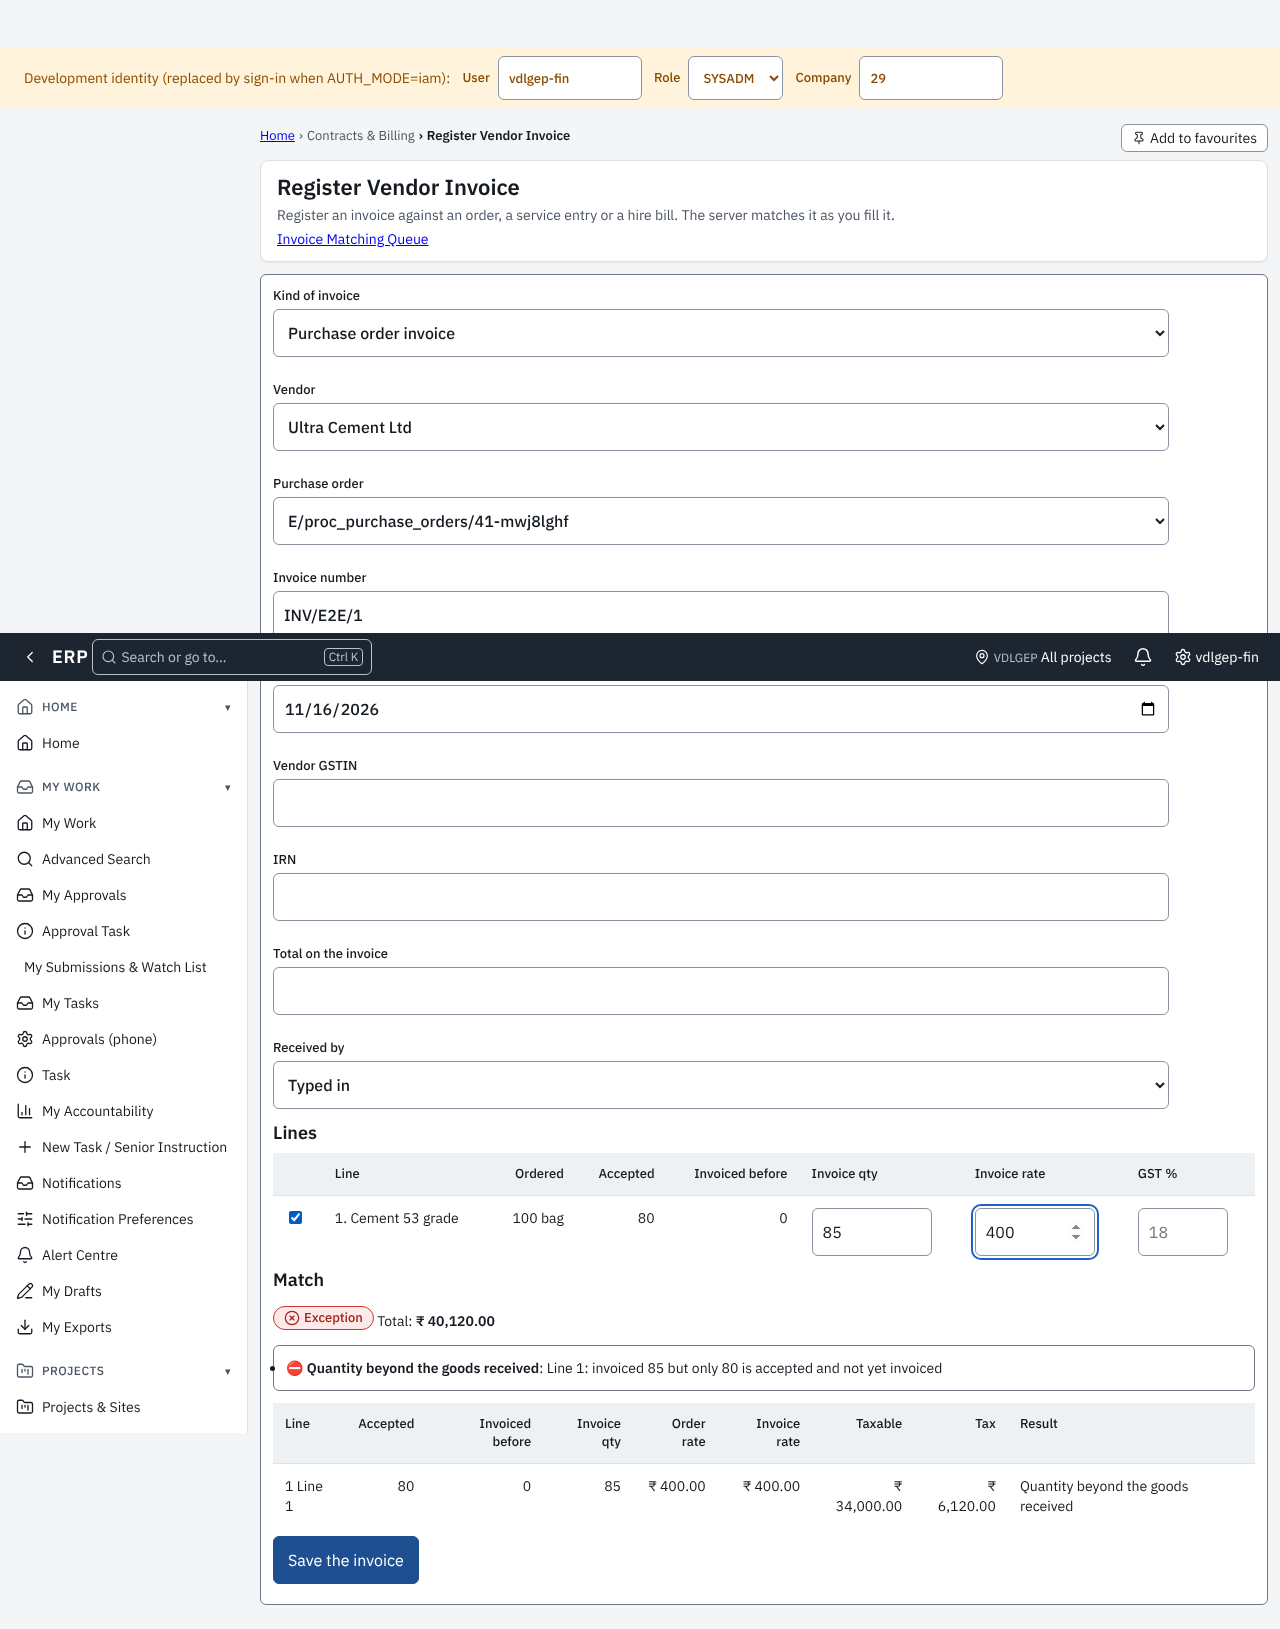 Development identity (replaced by sign-in when AUTH_MODE=iam): User vdlgep-fin Role SYSADM Company 29
Home › Contracts & Billing › Register Vendor Invoice
Add to favourites
Register Vendor Invoice
Register an invoice against an order, a service entry or a hire bill. The server matches it as you fill it.
Invoice Matching Queue
Kind of invoice
Purchase order invoice
Vendor
Ultra Cement Ltd
Purchase order
E/proc_purchase_orders/41-mwj8lghf
Invoice number
INV/E2E/1
ERP Search or go to... Ctrl K VDLGEP All projects vdlgep-fin
HOME
Home
MY WORK
My Work
Advanced Search
My Approvals
Approval Task
My Submissions & Watch List
My Tasks
Approvals (phone)
Task
My Accountability
New Task / Senior Instruction
Notifications
Notification Preferences
Alert Centre
My Drafts
My Exports
PROJECTS
Projects & Sites
11/16/2026
Vendor GSTIN
IRN
Total on the invoice
Received by
Typed in
Lines
Line Ordered Accepted Invoiced before Invoice qty Invoice rate GST %
1. Cement 53 grade 100 bag 80 0 85 400 18
Match
Exception Total: ₹ 40,120.00
Quantity beyond the goods received: Line 1: invoiced 85 but only 80 is accepted and not yet invoiced
Line Accepted Invoiced before Invoice qty Order rate Invoice rate Taxable Tax Result
1 Line 1 80 0 85 ₹ 400.00 ₹ 400.00 ₹ 34,000.00 ₹ 6,120.00 Quantity beyond the goods received
Save the invoice